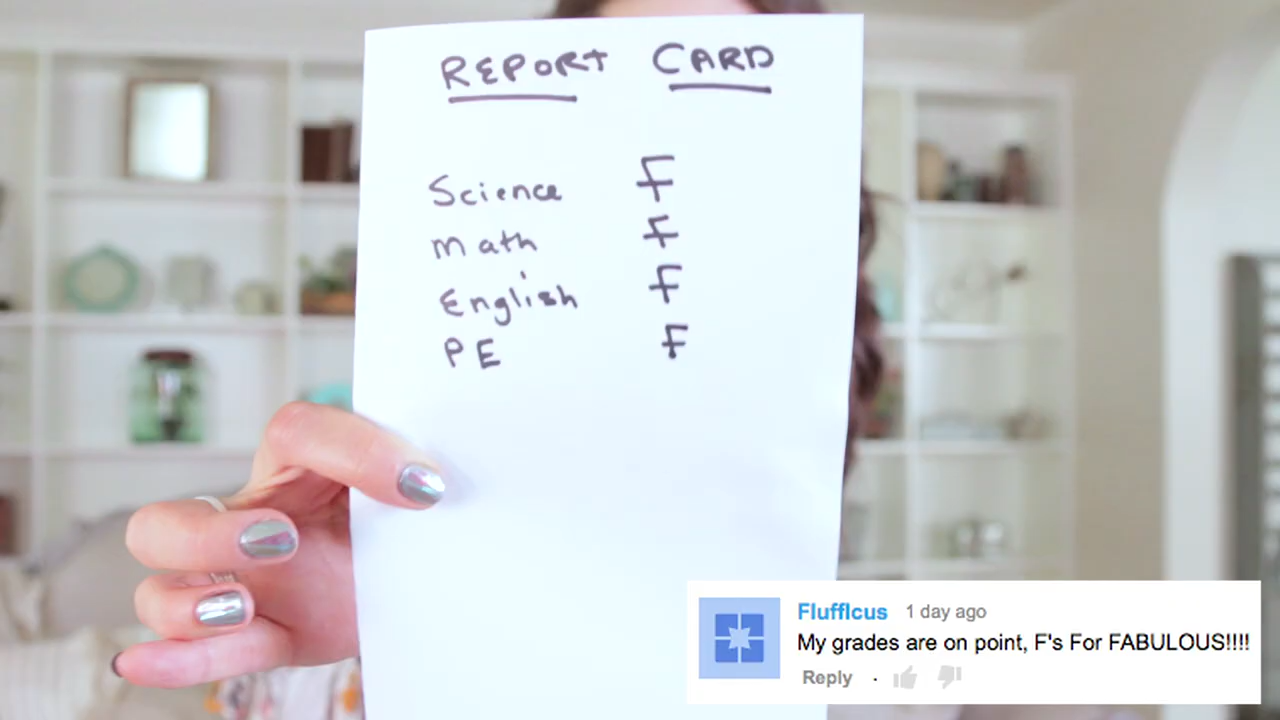 REPORT CARD
Science F
Math F
English F
PE F
Flufflcus 1 day ago
My grades are on point, F's For FABULOUS!!!!
Reply